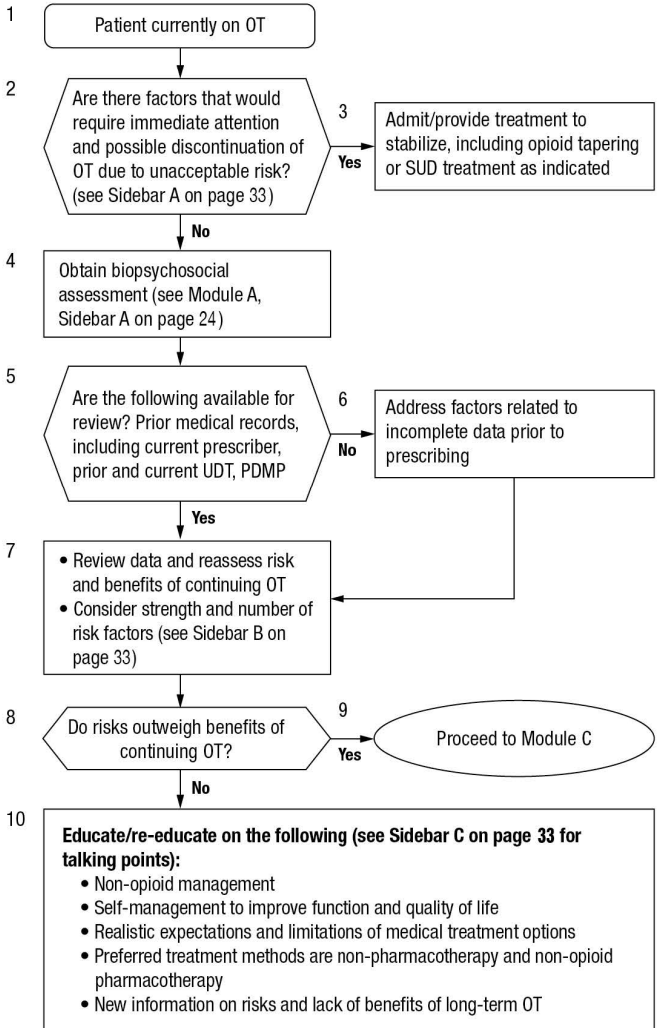 1
Patient currently on OT
2
Are there factors that would
require immediate attention
and possible discontinuation of
OT due to unacceptable risk?
(see Sidebar A on page 33)
3
Yes
Admit/provide treatment to
stabilize, including opioid tapering
or SUD treatment as indicated
No
4
Obtain biopsychosocial
assessment (see Module A,
Sidebar A on page 24)
5
Are the following available for
review? Prior medical records,
including current prescriber,
prior and current UDT, PDMP
6
No
Address factors related to
incomplete data prior to
prescribing
Yes
7
• Review data and reassess risk
and benefits of continuing OT
• Consider strength and number of
risk factors (see Sidebar B on
page 33)
8
Do risks outweigh benefits of
continuing OT?
9
Yes
Proceed to Module C
No
10
Educate/re-educate on the following (see Sidebar C on page 33 for
talking points):
• Non-opioid management
• Self-management to improve function and quality of life
• Realistic expectations and limitations of medical treatment options
• Preferred treatment methods are non-pharmacotherapy and non-opioid
pharmacotherapy
• New information on risks and lack of benefits of long-term OT